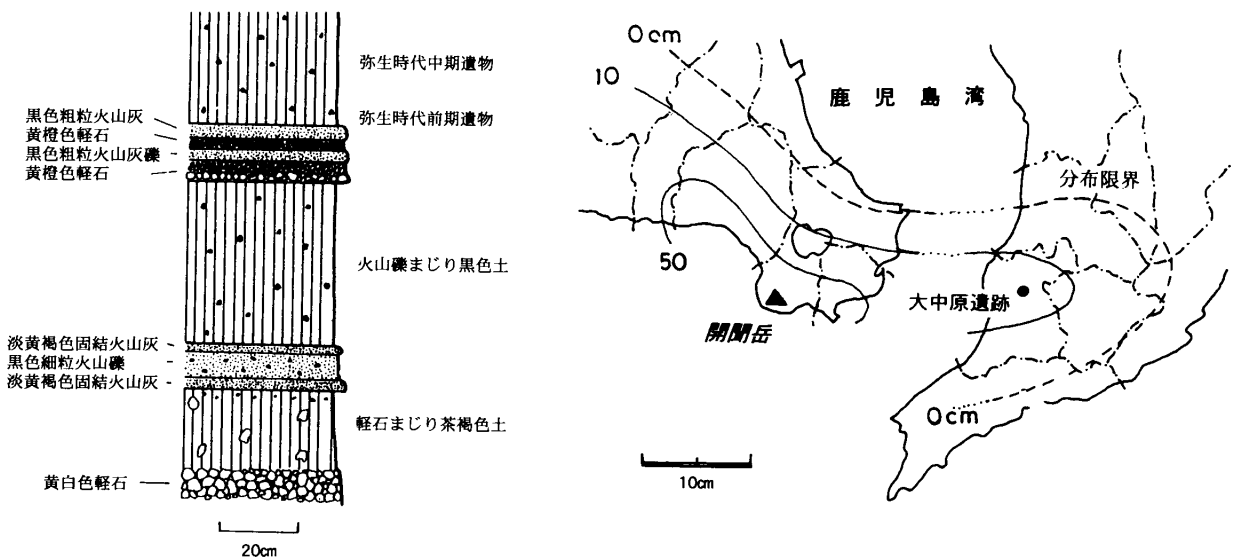 弥生時代中期遺物
黒色粗粒火山灰
弥生時代前期遺物
黄橙色軽石
黒色粗粒火山灰礫
黄橙色軽石
火山礫まじり黒色土
淡黄褐色固結火山灰
黒色細粒火山礫
淡黄褐色固結火山灰
軽石まじり茶褐色土
黄白色軽石
20cm
0cm
10
鹿児島湾
分布限界
50
大中原遺跡
開聞岳
0cm
10cm